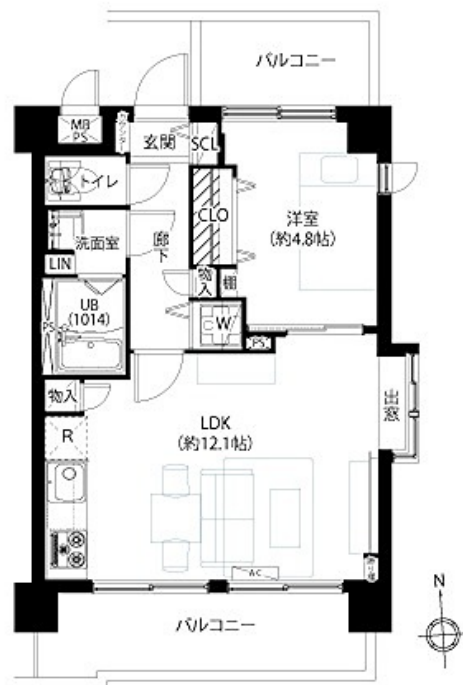 バルコニー
MB
PS
玄関
SCL
トイレ
CLO
洋室
(約4.8帖)
洗面室
廊下
LIN
物入
棚
UB
(1014)
PS
W
PS
物入
LDK
(約12.1帖)
出窓
R
AC
バルコニー
N